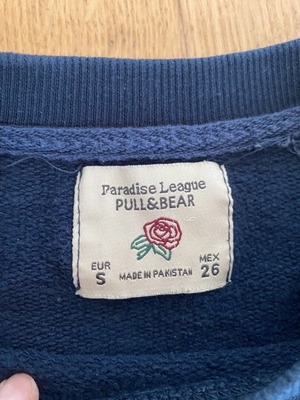 Paradise League
PULL&BEAR
EUR MEX
S MADE IN PAKISTAN 26